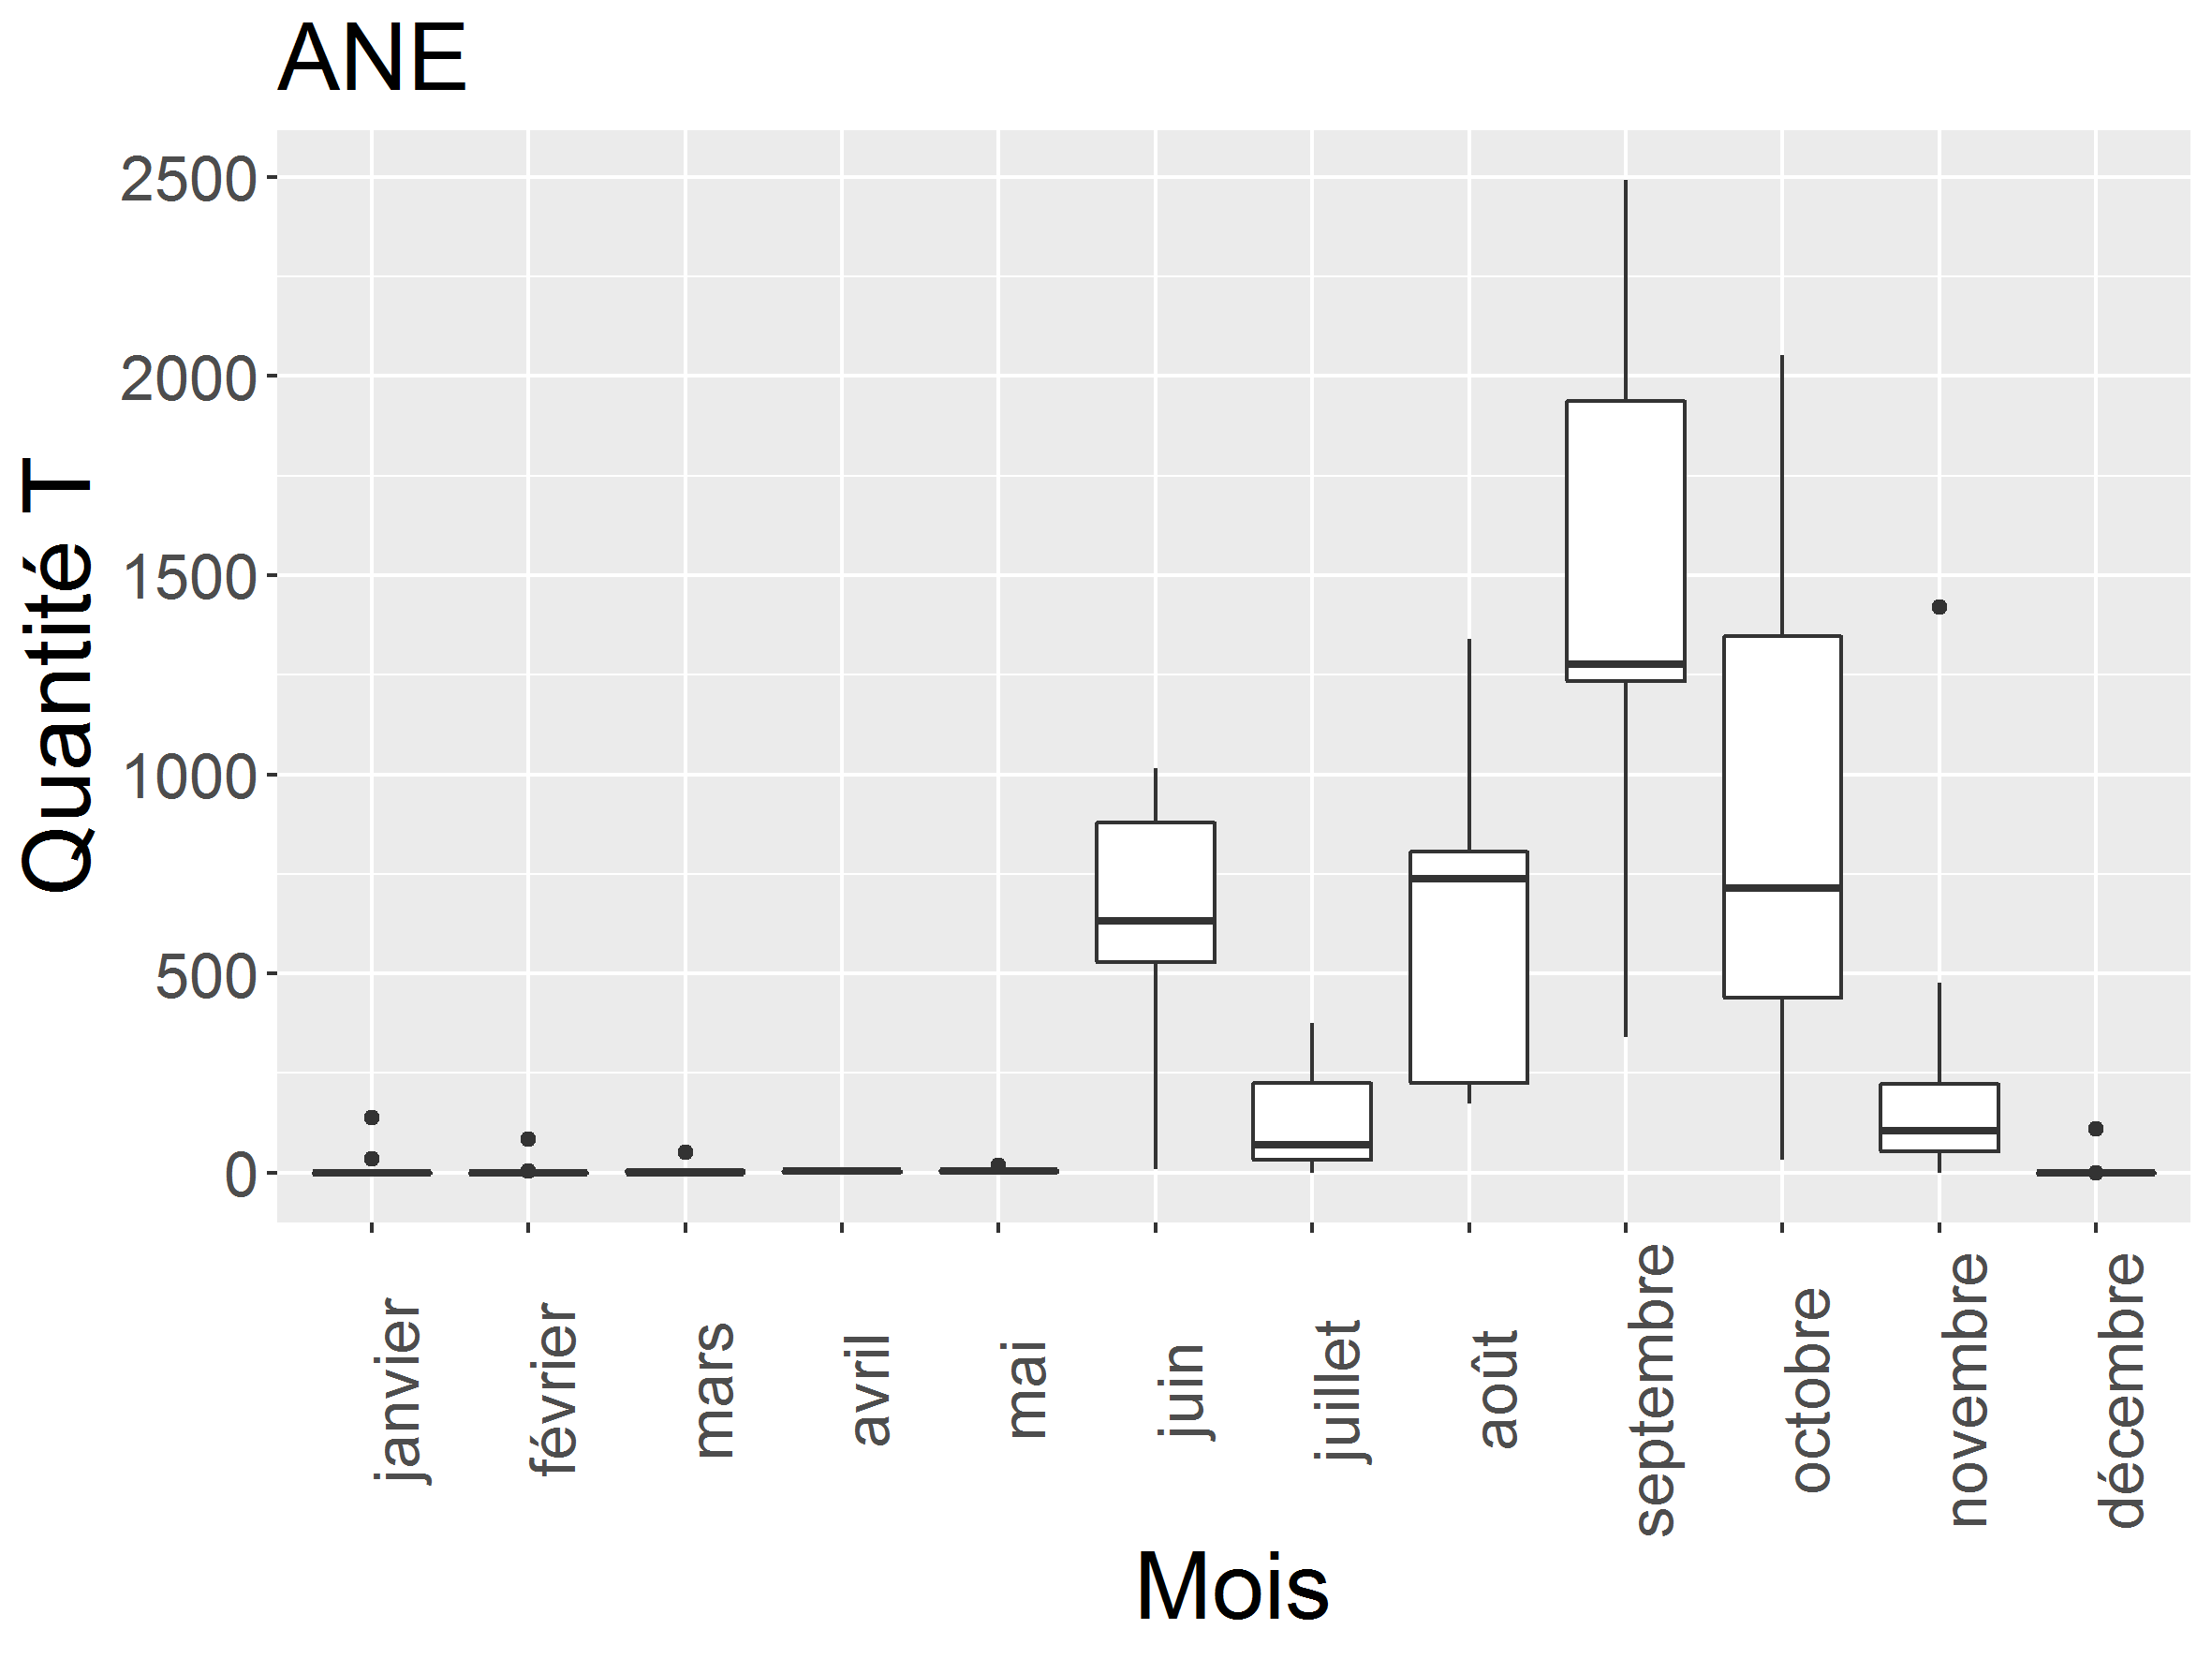 ANE
Quantité T
2500
2000
1500
1000
500
0
janvier
février
mars
avril
mai
juin
juillet
août
septembre
octobre
novembre
décembre
Mois